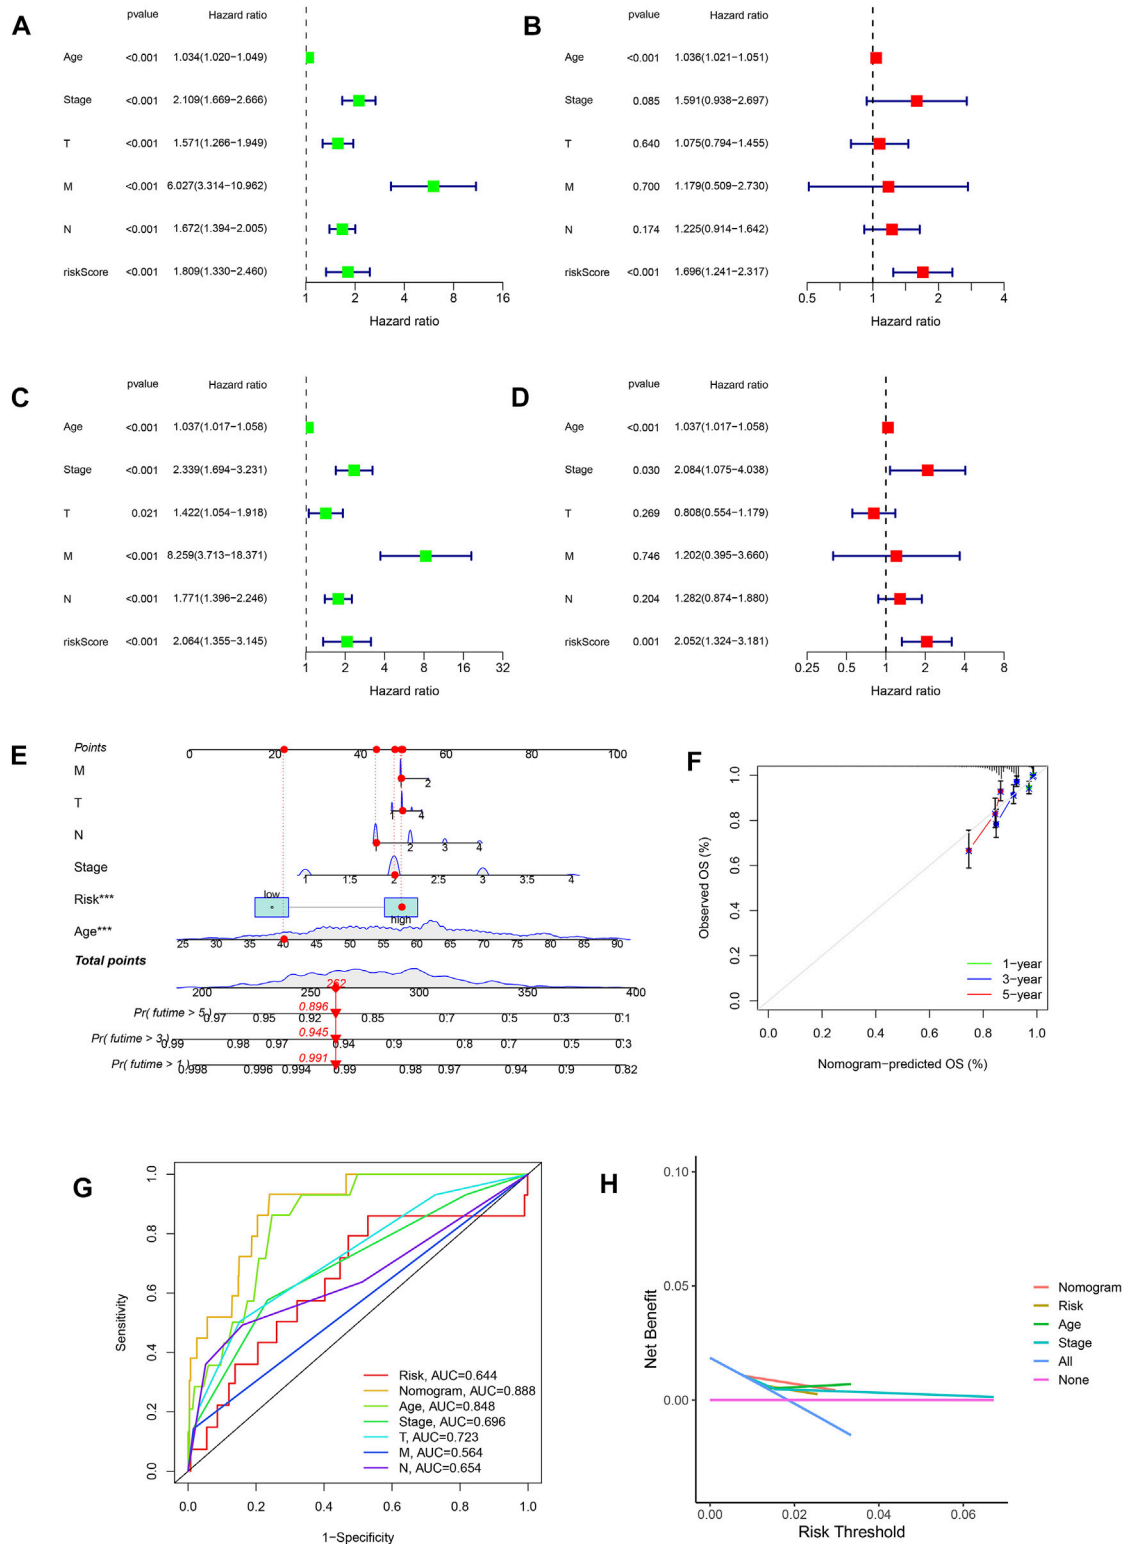 A
pvalue Hazard ratio
Age <0.001 1.034(1.020−1.049)
Stage <0.001 2.109(1.669−2.666)
T <0.001 1.571(1.266−1.949)
M <0.001 6.027(3.314−10.962)
N <0.001 1.672(1.394−2.005)
riskScore <0.001 1.809(1.330−2.460)
1 2 4 8 16
Hazard ratio
B
pvalue Hazard ratio
Age <0.001 1.036(1.021−1.051)
Stage 0.085 1.591(0.938−2.697)
T 0.640 1.075(0.794−1.455)
M 0.700 1.179(0.509−2.730)
N 0.174 1.225(0.914−1.642)
riskScore <0.001 1.696(1.241−2.317)
0.5 1 2 4
Hazard ratio
C
pvalue Hazard ratio
Age <0.001 1.037(1.017−1.058)
Stage <0.001 2.339(1.694−3.231)
T 0.021 1.422(1.054−1.918)
M <0.001 8.259(3.713−18.371)
N <0.001 1.771(1.396−2.246)
riskScore <0.001 2.064(1.355−3.145)
1 2 4 8 16 32
Hazard ratio
D
pvalue Hazard ratio
Age <0.001 1.037(1.017−1.058)
Stage 0.030 2.084(1.075−4.038)
T 0.269 0.808(0.554−1.179)
M 0.746 1.202(0.395−3.660)
N 0.204 1.282(0.874−1.880)
riskScore 0.001 2.052(1.324−3.181)
0.25 0.5 1 2 4 8
Hazard ratio
E
Points
0 20 40 60 80 100
M
2
T
1 4
N
1 2 3 4
Stage
1 1.5 2 2.5 3 4
Risk***
low
high
Age***
25 30 35 40 45 50 55 60 65 70 75 80 85 90
Total points
262
200 250 300 350 400
0.896
Pr( futime > 5 )
0.97 0.95 0.92 0.85 0.7 0.5 0.3 0.1
0.945
Pr( futime > 3 )
0.99 0.98 0.97 0.94 0.9 0.8 0.7 0.5 0.3
0.991
Pr( futime > 1 )
0.998 0.996 0.994 0.99 0.98 0.97 0.94 0.9 0.82
F
Observed OS (%)
1.0
0.8
0.6
0.4
0.2
0.0
1−year
3−year
5−year
0.0 0.2 0.4 0.6 0.8 1.0
Nomogram−predicted OS (%)
G
Sensitivity
1.0
0.8
0.6
0.4
0.2
0.0
Risk, AUC=0.644
Nomogram, AUC=0.888
Age, AUC=0.848
Stage, AUC=0.696
T, AUC=0.723
M, AUC=0.564
N, AUC=0.654
0.0 0.2 0.4 0.6 0.8 1.0
1−Specificity
H
Net Benefit
0.10
0.05
0.00
Nomogram
Risk
Age
Stage
All
None
0.00 0.02 0.04 0.06
Risk Threshold